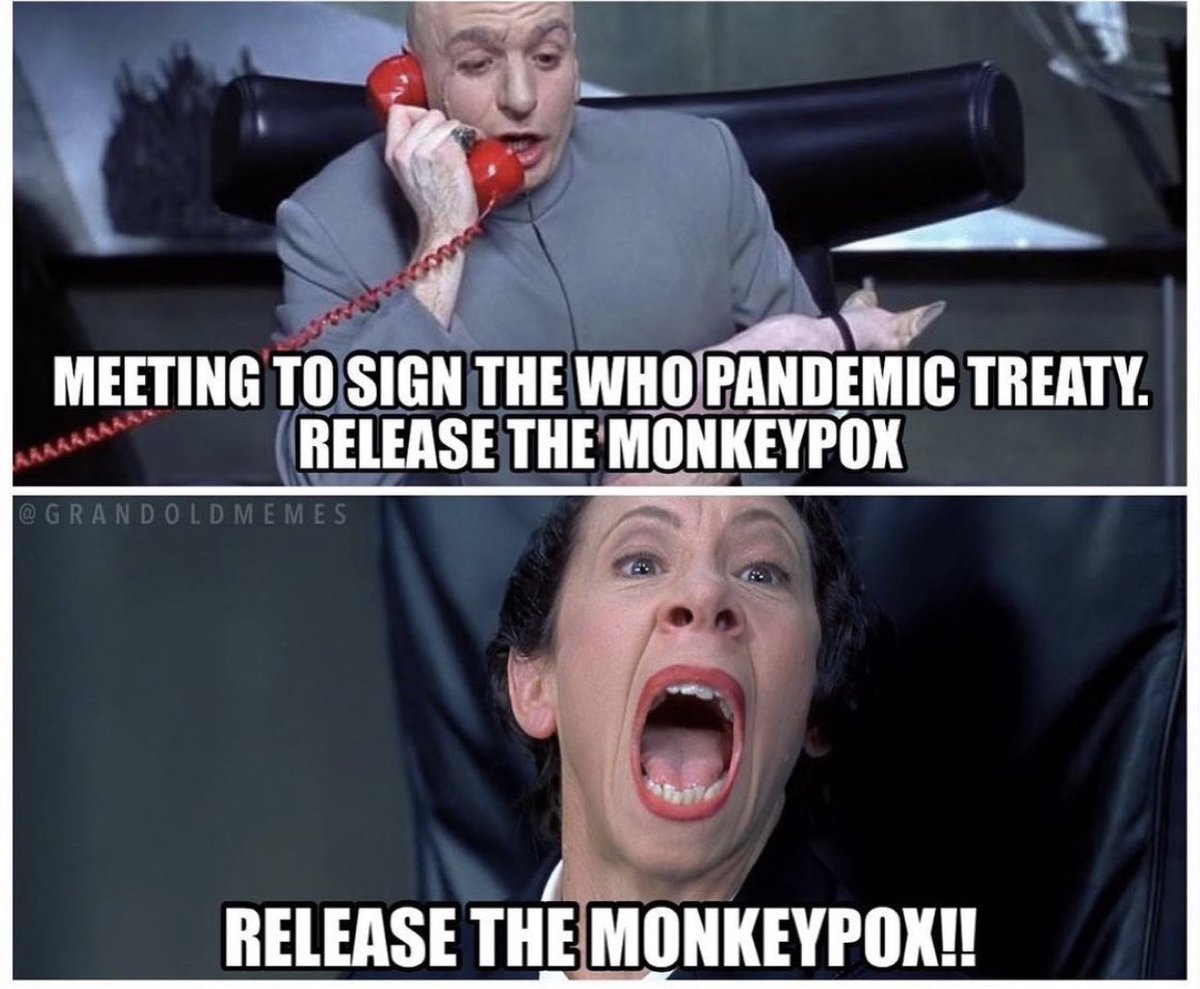 MEETING TO SIGN THE WHO PANDEMIC TREATY.
RELEASE THE MONKEYPOX
@GRANDOLDMEMES
RELEASE THE MONKEYPOX!!